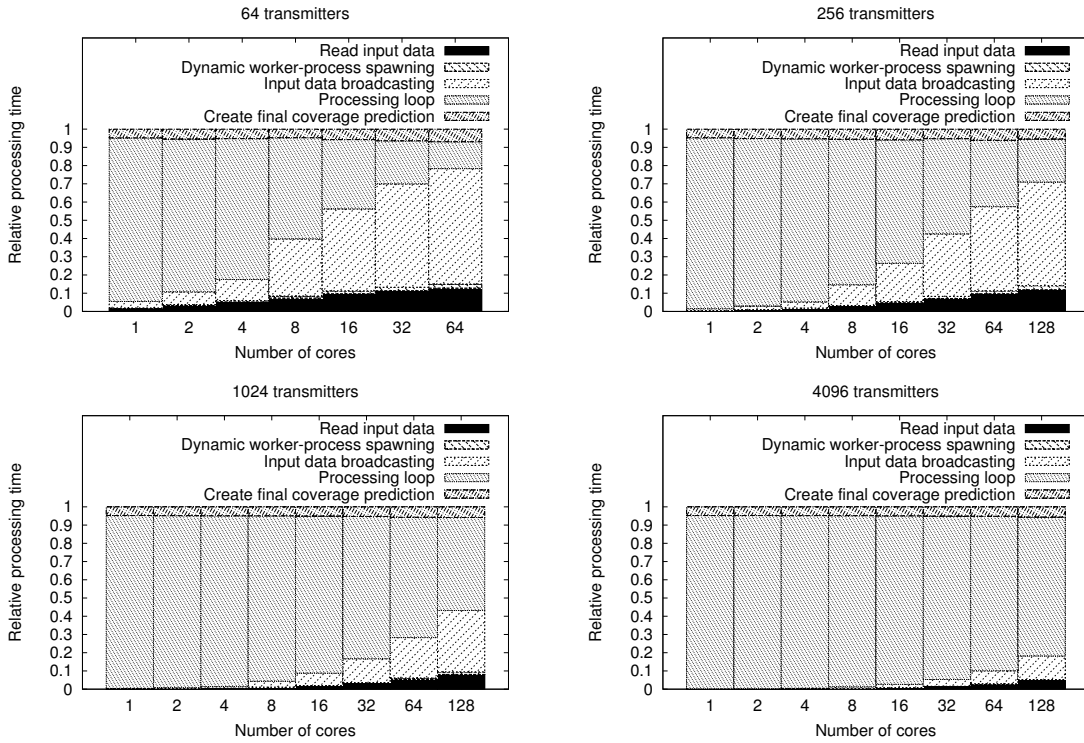 64 transmitters
Relative processing time
Read input data
Dynamic worker-process spawning
Input data broadcasting
Processing loop
Create final coverage prediction
1
0.9
0.8
0.7
0.6
0.5
0.4
0.3
0.2
0.1
0
1 2 4 8 16 32 64
Number of cores
256 transmitters
Relative processing time
Read input data
Dynamic worker-process spawning
Input data broadcasting
Processing loop
Create final coverage prediction
1
0.9
0.8
0.7
0.6
0.5
0.4
0.3
0.2
0.1
0
1 2 4 8 16 32 64 128
Number of cores
1024 transmitters
Relative processing time
Read input data
Dynamic worker-process spawning
Input data broadcasting
Processing loop
Create final coverage prediction
1
0.9
0.8
0.7
0.6
0.5
0.4
0.3
0.2
0.1
0
1 2 4 8 16 32 64 128
Number of cores
4096 transmitters
Relative processing time
Read input data
Dynamic worker-process spawning
Input data broadcasting
Processing loop
Create final coverage prediction
1
0.9
0.8
0.7
0.6
0.5
0.4
0.3
0.2
0.1
0
1 2 4 8 16 32 64 128
Number of cores